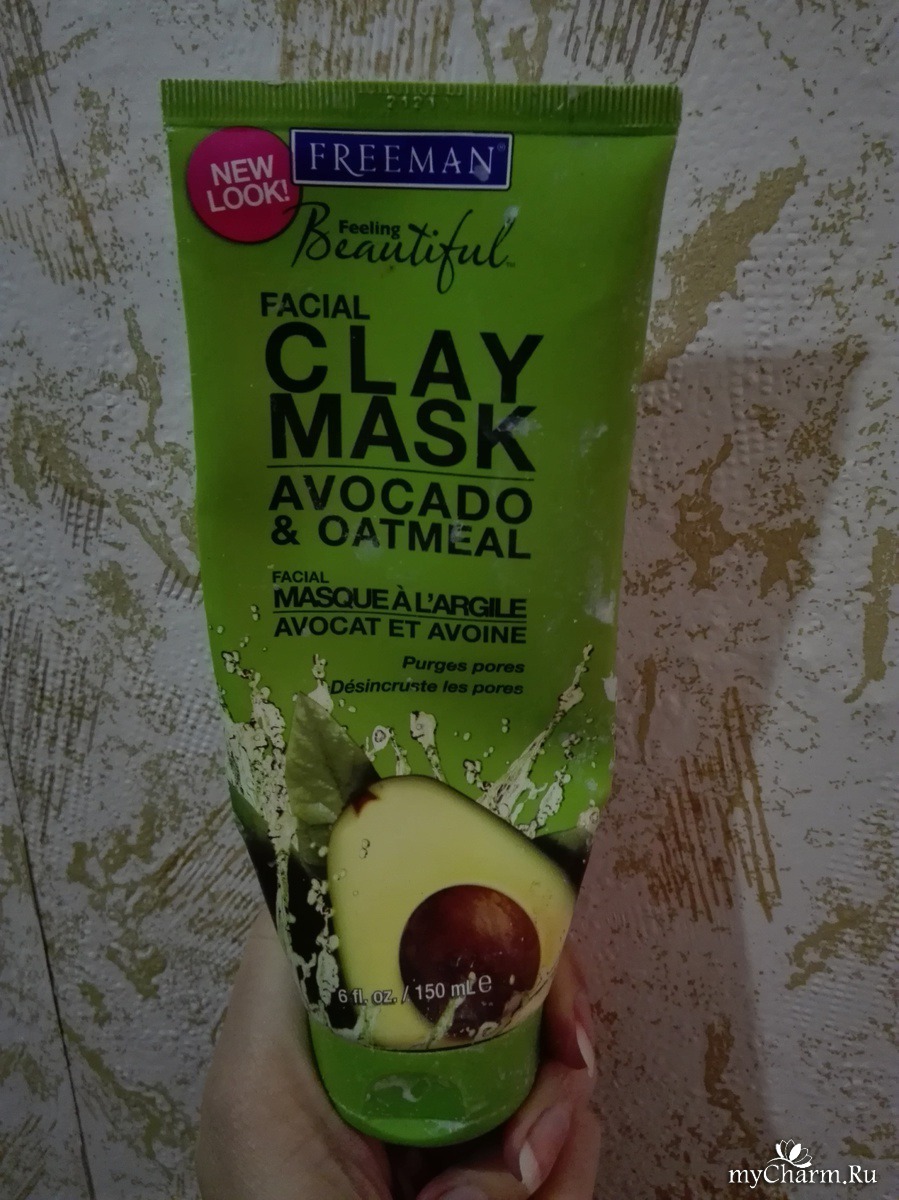 NEW
LOOK!
FREEMAN®
Feeling
Beautiful™
FACIAL
CLAY
MASK
AVOCADO
& OATMEAL
FACIAL
MASQUE À L'ARGILE
AVOCAT ET AVOINE
Purges pores
Désincruste les pores
6 fl. oz. / 150 mL℮
myCharm.Ru